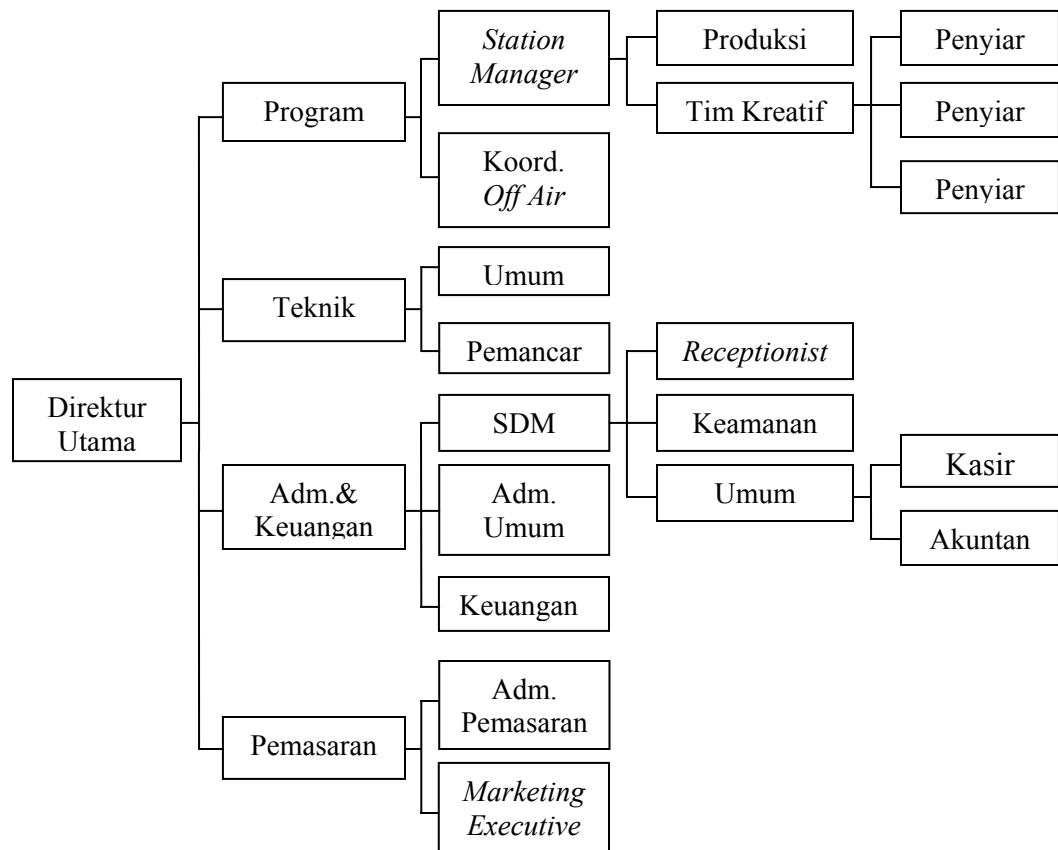 Station
Manager
Produksi
Penyiar
Program
Tim Kreatif
Penyiar
Koord.
Off Air
Penyiar
Umum
Teknik
Pemancar
Receptionist
Direktur
Utama
SDM
Keamanan
Kasir
Adm.&
Keuangan
Adm.
Umum
Umum
Akuntan
Keuangan
Adm.
Pemasaran
Pemasaran
Marketing
Executive